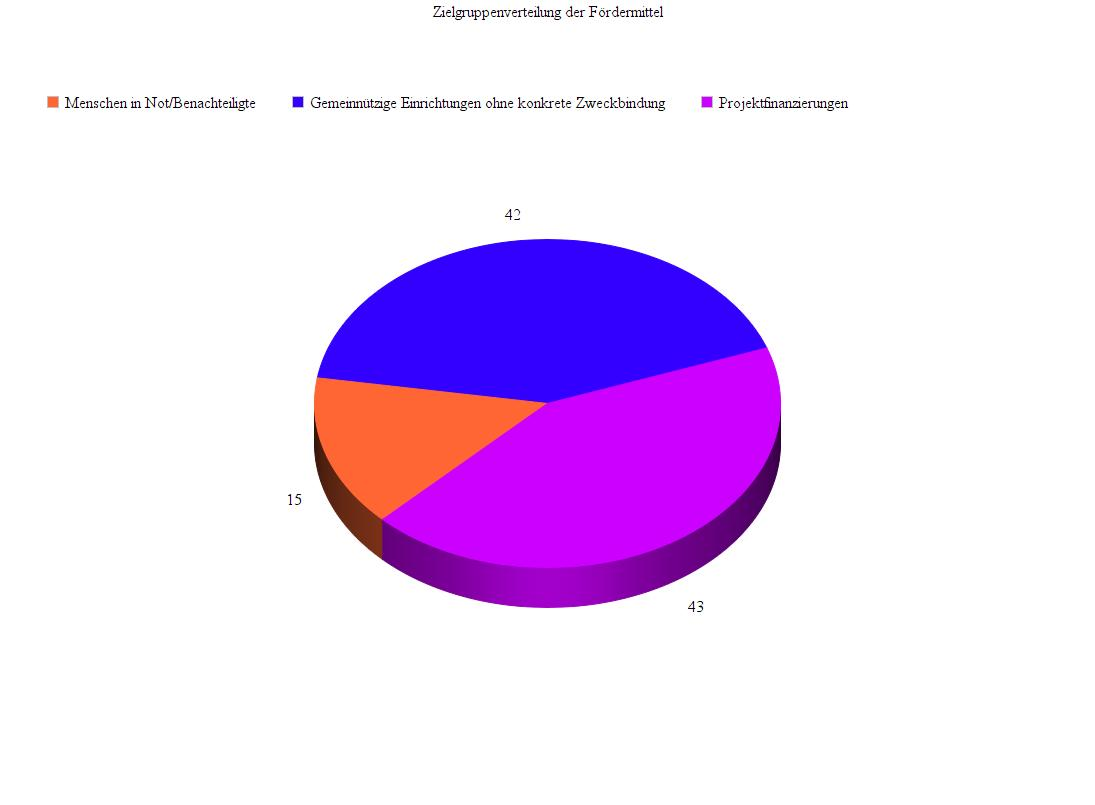 Zielgruppenverteilung der Fördermittel
Menschen in Not/Benachteiligte
Gemeinnützige Einrichtungen ohne konkrete Zweckbindung
Projektfinanzierungen
42
15
43